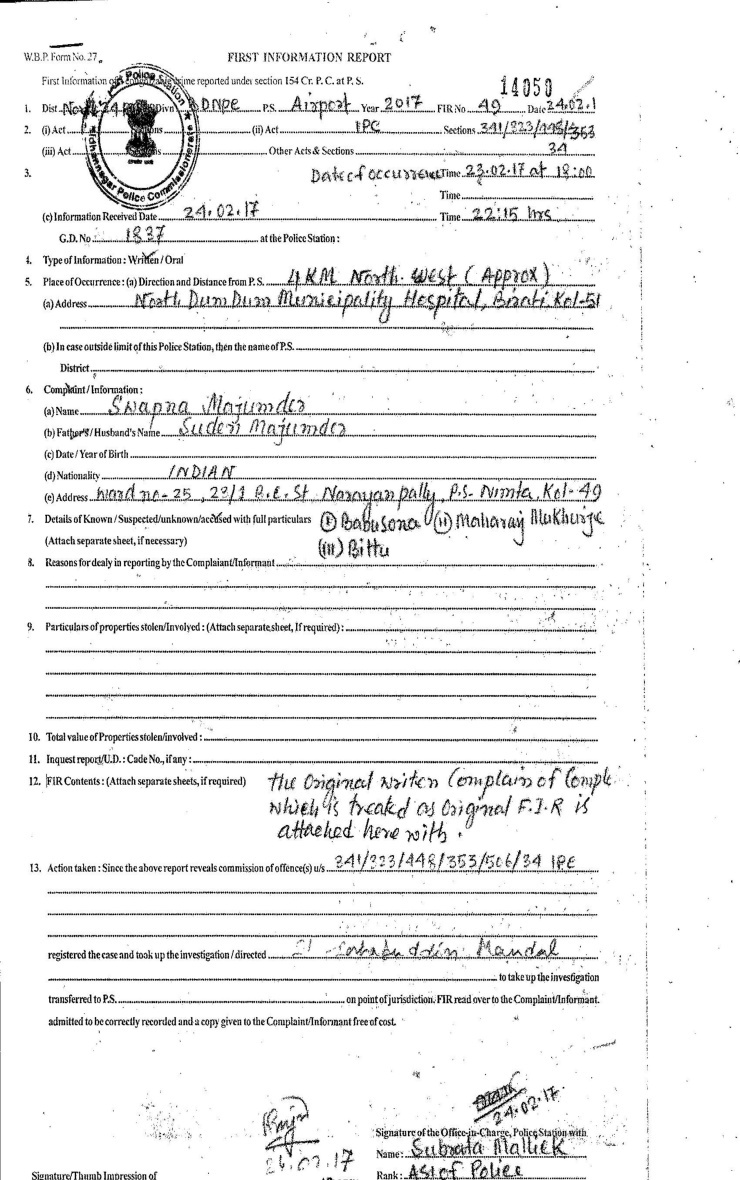 W.B.P. Form No. 27
FIRST INFORMATION REPORT
First Information of crime reported under section 154 Cr. P. C. at P. S.
14050
1. Dist. North 24 Divn. DNPC P.S. Airport Year 2017 FIR No 49 Date 24.02.1
2. (i) Act Sections (ii) Act IPC Sections 341/323/448/353
(iii) Act Other Acts & Sections 34
Police Station
Bidhannagar Police Commissionerate
3. Date of occurrence Time 23.02.17 at 18:00
Time
(c) Information Received Date 24.02.17 Time 22:15 hrs
G.D. No. 1837 at the Police Station :
4. Type of Information : Written / Oral
5. Place of Occurrence : (a) Direction and Distance from P. S. 4 KM North-West (Approx)
(a) Address North DumDum Municipality Hospital, Birati Kol-51
(b) In case outside limit of this Police Station, then the name of P.S.
District
6. Complaint / Information :
(a) Name Swapna Majumder
(b) Father's / Husband's Name Sudem Majumder
(c) Date / Year of Birth
(d) Nationality INDIAN
(e) Address Ward no-25, 22/1 R.E. St Narayanpally, P.S- Nimta, Kol-49
7. Details of Known / Suspected/unknown/accused with full particulars (i) Babusona (ii) Maharaj Mukhurje
(Attach separate sheet, if necessary) (iii) Bittu
8. Reasons for dealy in reporting by the Complaiant/Informant
9. Particulars of properties stolen/Involved : (Attach separate sheet, If required) :
10. Total value of Properties stolen/involved :
11. Inquest report/U.D. : Code No., if any :
12. FIR Contents : (Attach separate sheets, if required) the Original writen Complain of Comple
which is treated as Original F.I.R is
attached here with.
13. Action taken : Since the above report reveals commission of offence(s) u/s 341/323/448/353/506/34 IPC
registered the case and took up the investigation / directed SI Sorhabuddin Mandal
to take up the investigation
transferred to P.S. on point of jurisdiction. FIR read over to the Complaint/Informant.
admitted to be correctly recorded and a copy given to the Complaint/Informant free of cost.
24.02.17
Signature of the Office-in-Charge, Police Station with
24.02.17
Name : Subrata Mallick
Signature/Thumb Impression of
Rank : ASI of Police